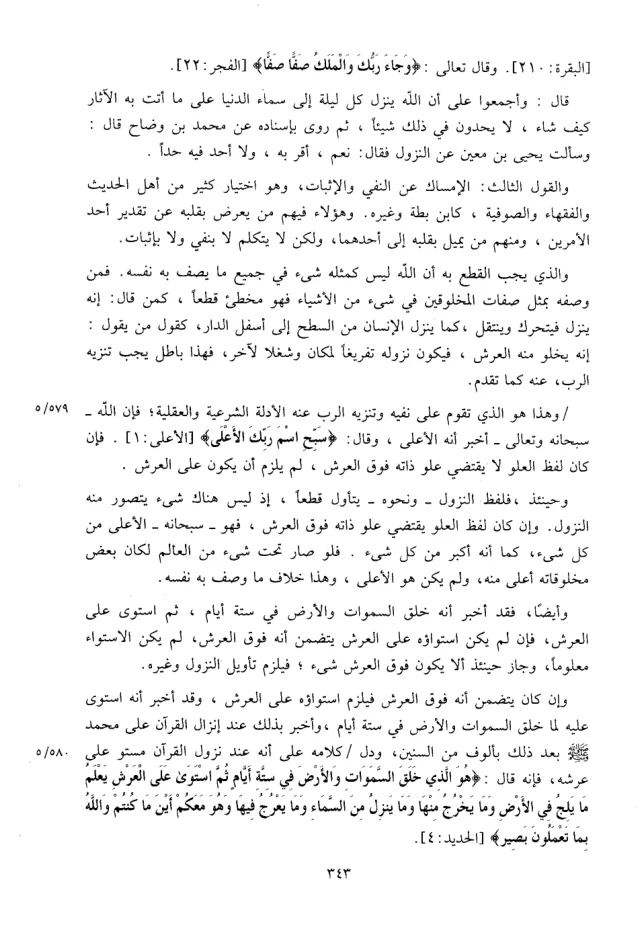 [البقرة: ٢١٠]. وقال تعالى : ﴿وَجَاءَ رَبُّكَ وَالْمَلَكُ صَفًّا صَفًّا﴾ [الفجر: ٢٢].
قال : وأجمعوا على أن الله ينزل كل ليلة إلى سماء الدنيا على ما أتت به الآثار
كيف شاء ، لا يحدون في ذلك شيئاً ، ثم روى بإسناده عن محمد بن وضاح قال :
وسألت يحيى بن معين عن النزول فقال: نعم ، أقر به ، ولا أحد فيه حداً .
والقول الثالث: الإمساك عن النفي والإثبات، وهو اختيار كثير من أهل الحديث
والفقهاء والصوفية ، كابن بطة وغيره. وهؤلاء فيهم من يعرض بقلبه عن تقدير أحد
الأمرين ، ومنهم من يميل بقلبه إلى أحدهما، ولكن لا يتكلم لا بنفي ولا بإثبات.
والذي يجب القطع به أن الله ليس كمثله شىء في جميع ما يصف به نفسه. فمن
وصفه بمثل صفات المخلوقين في شىء من الأشياء فهو مخطئ قطعاً ، كمن قال: إنه
ينزل فيتحرك وينتقل ،كما ينزل الإنسان من السطح إلى أسفل الدار، كقول من يقول :
إنه يخلو منه العرش ، فيكون نزوله تفريغاً لمكان وشغلا لآخر، فهذا باطل يجب تنزيه
الرب، عنه كما تقدم.
/ وهذا هو الذي تقوم على نفيه وتنزيه الرب عنه الأدلة الشرعية والعقلية؛ فإن الله ـ ٥/٥٧٩
سبحانه وتعالى ـ أخبر أنه الأعلى ، وقال: ﴿سَبِّحِ اسْمَ رَبِّكَ الأَعْلَى﴾ [الأعلى:١] . فإن
كان لفظ العلو لا يقتضي علو ذاته فوق العرش ، لم يلزم أن يكون على العرش .
وحينئذ ،فلفظ النزول ـ ونحوه ـ يتأول قطعاً ، إذ ليس هناك شىء يتصور منه
النزول. وإن كان لفظ العلو يقتضي علو ذاته فوق العرش ، فهو ـ سبحانه ـ الأعلى من
كل شىء، كما أنه أكبر من كل شىء . فلو صار تحت شىء من العالم لكان بعض
مخلوقاته أعلى منه، ولم يكن هو الأعلى ، وهذا خلاف ما وصف به نفسه.
وأيضًا، فقد أخبر أنه خلق السموات والأرض في ستة أيام ، ثم استوى على
العرش، فإن لم يكن استواؤه على العرش يتضمن أنه فوق العرش، لم يكن الاستواء
معلوماً، وجاز حينئذ ألا يكون فوق العرش شىء ؛ فيلزم تأويل النزول وغيره.
وإن كان يتضمن أنه فوق العرش فيلزم استواؤه على العرش ، وقد أخبر أنه استوى
عليه لما خلق السموات والأرض في ستة أيام ،وأخبر بذلك عند إنزال القرآن على محمد
ﷺ بعد ذلك بألوف من السنين، ودل /كلامه على أنه عند نزول القرآن مستو على ٥/٥٨٠
عرشه، فإنه قال :﴿هُوَ الَّذِي خَلَقَ السَّمَوَاتِ وَالأَرْضَ فِي سِتَّةِ أَيَّامٍ ثُمَّ اسْتَوَىٰ عَلَى الْعَرْشِ يَعْلَمُ
مَا يَلِجُ فِي الأَرْضِ وَمَا يَخْرُجُ مِنْهَا وَمَا يَنزِلُ مِنَ السَّمَاءِ وَمَا يَعْرُجُ فِيهَا وَهُوَ مَعَكُمْ أَيْنَ مَا كُنتُمْ وَاللَّهُ
بِمَا تَعْمَلُونَ بَصِير﴾ [الحديد: ٤].
٣٤٣